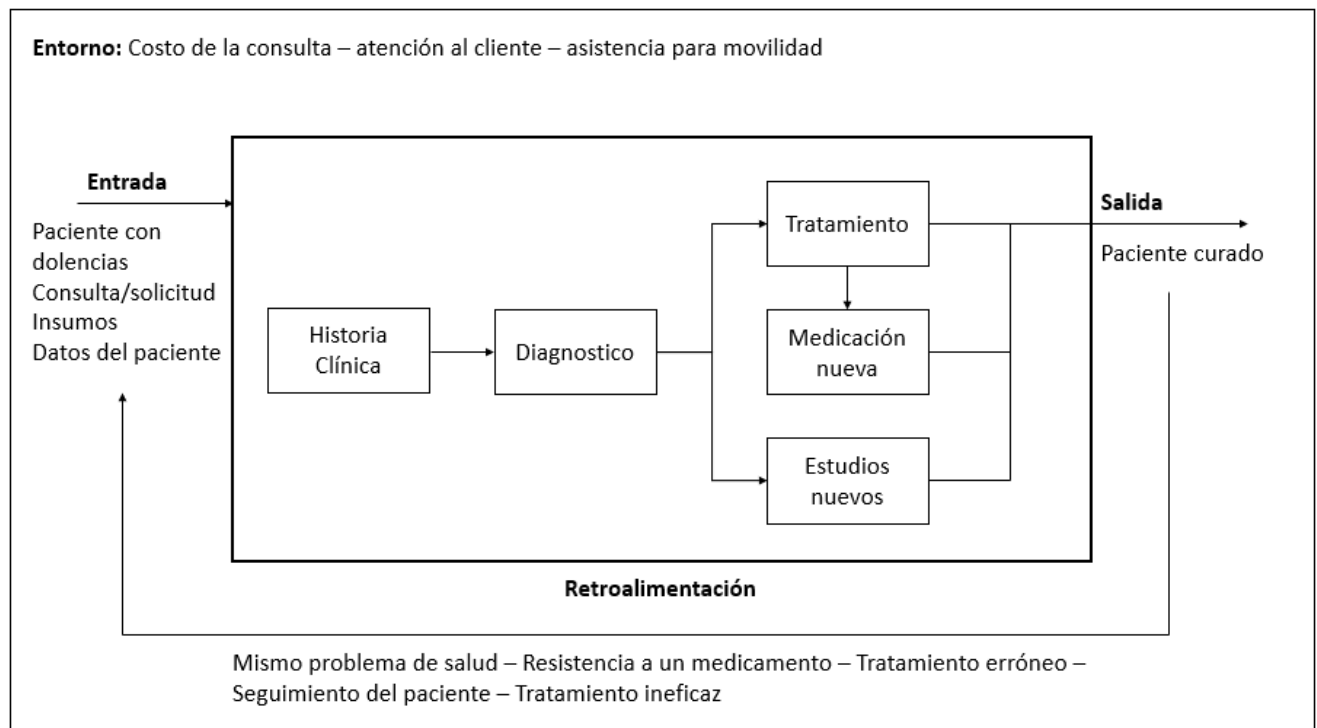 Entorno: Costo de la consulta – atención al cliente – asistencia para movilidad
Entrada
Paciente con
dolencias
Consulta/solicitud
Insumos
Datos del paciente
Historia
Clínica
Diagnostico
Tratamiento
Medicación
nueva
Estudios
nuevos
Salida
Paciente curado
Retroalimentación
Mismo problema de salud – Resistencia a un medicamento – Tratamiento erróneo –
Seguimiento del paciente – Tratamiento ineficaz